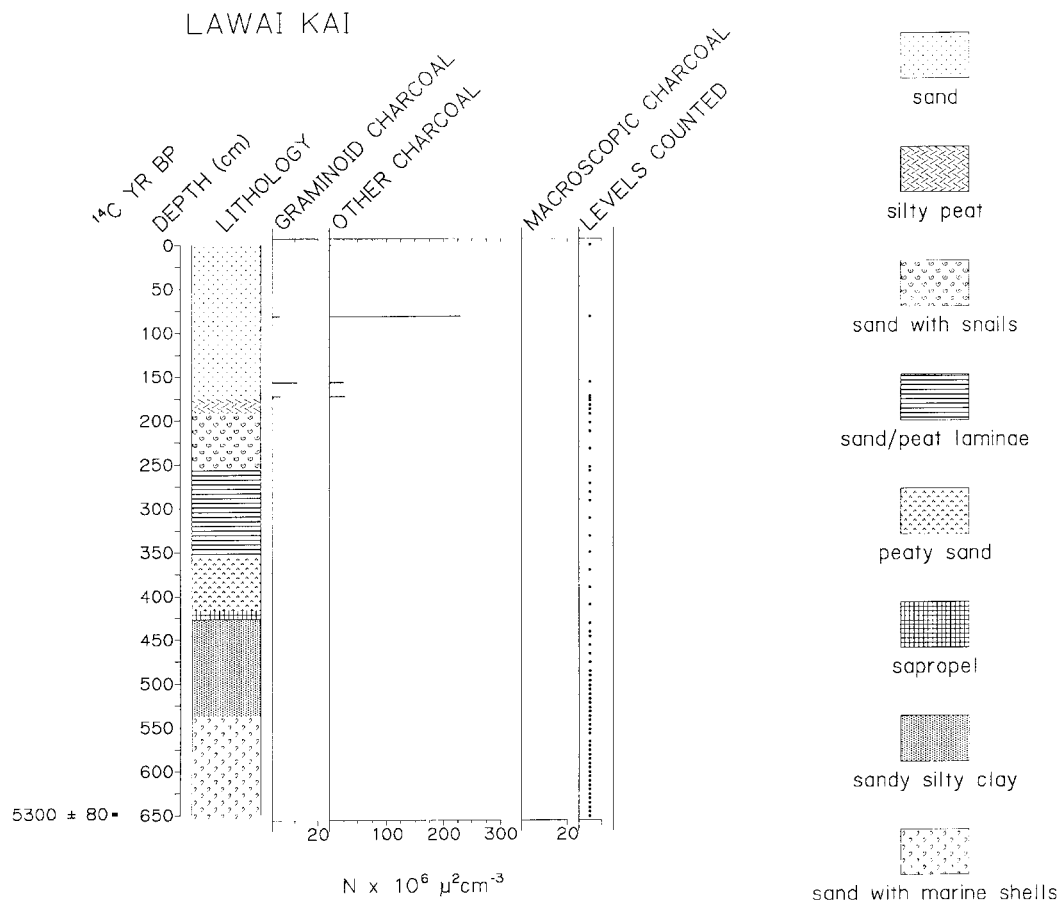 LAWAI KAI
¹⁴C YR BP
DEPTH (cm)
LITHOLOGY
GRAMINOID CHARCOAL
OTHER CHARCOAL
MACROSCOPIC CHARCOAL
LEVELS COUNTED
0
50
100
150
200
250
300
350
400
450
500
550
600
650
5300 ± 80
20
100
200
300
20
N x 10⁶ µ²cm⁻³
sand
silty peat
sand with snails
sand/peat laminae
peaty sand
sapropel
sandy silty clay
sand with marine shells